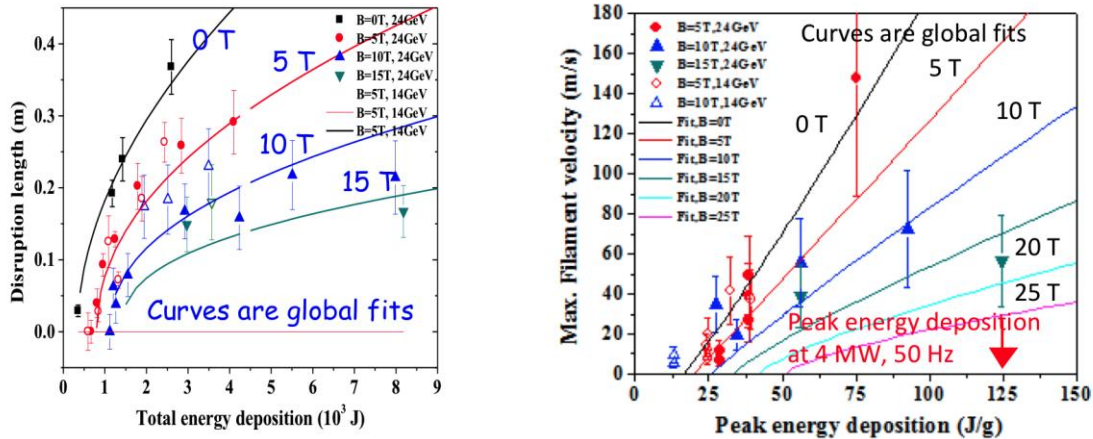 0.4
0.3
0.2
0.1
0.0
Disruption length (m)
0 1 2 3 4 5 6 7 8 9
Total energy deposition (10³ J)
B=0T, 24GeV
B=5T, 24GeV
B=10T, 24GeV
B=15T, 24GeV
B=5T, 14GeV
B=5T, 14GeV
B=5T, 14GeV
0 T
5 T
10 T
15 T
Curves are global fits
180
160
140
120
100
80
60
40
20
0
Max. Filament velocity (m/s)
0 25 50 75 100 125 150
Peak energy deposition (J/g)
B=5T,24GeV
B=10T,24GeV
B=15T,24GeV
B=5T,14GeV
B=10T,14GeV
Fit,B=0T
Fit,B=5T
Fit,B=10T
Fit,B=15T
Fit,B=20T
Fit,B=25T
Curves are global fits
5 T
0 T
10 T
20 T
25 T
Peak energy deposition
at 4 MW, 50 Hz